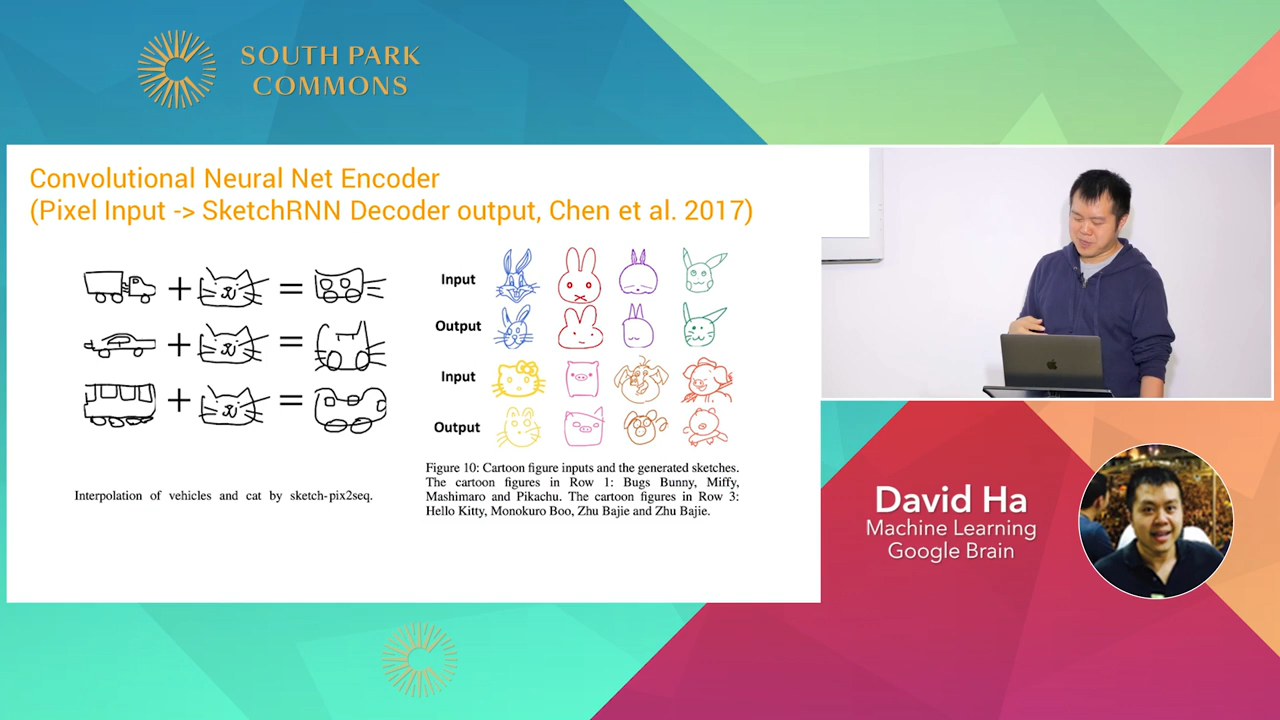 SOUTH PARK
COMMONS
Convolutional Neural Net Encoder
(Pixel Input -> SketchRNN Decoder output, Chen et al. 2017)
+ =
+ =
+ =
Interpolation of vehicles and cat by sketch-pix2seq.
Input
Output
Input
Output
Figure 10: Cartoon figure inputs and the generated sketches.
The cartoon figures in Row 1: Bugs Bunny, Miffy,
Mashimaro and Pikachu. The cartoon figures in Row 3:
Hello Kitty, Monokuro Boo, Zhu Bajie and Zhu Bajie.
David Ha
Machine Learning
Google Brain